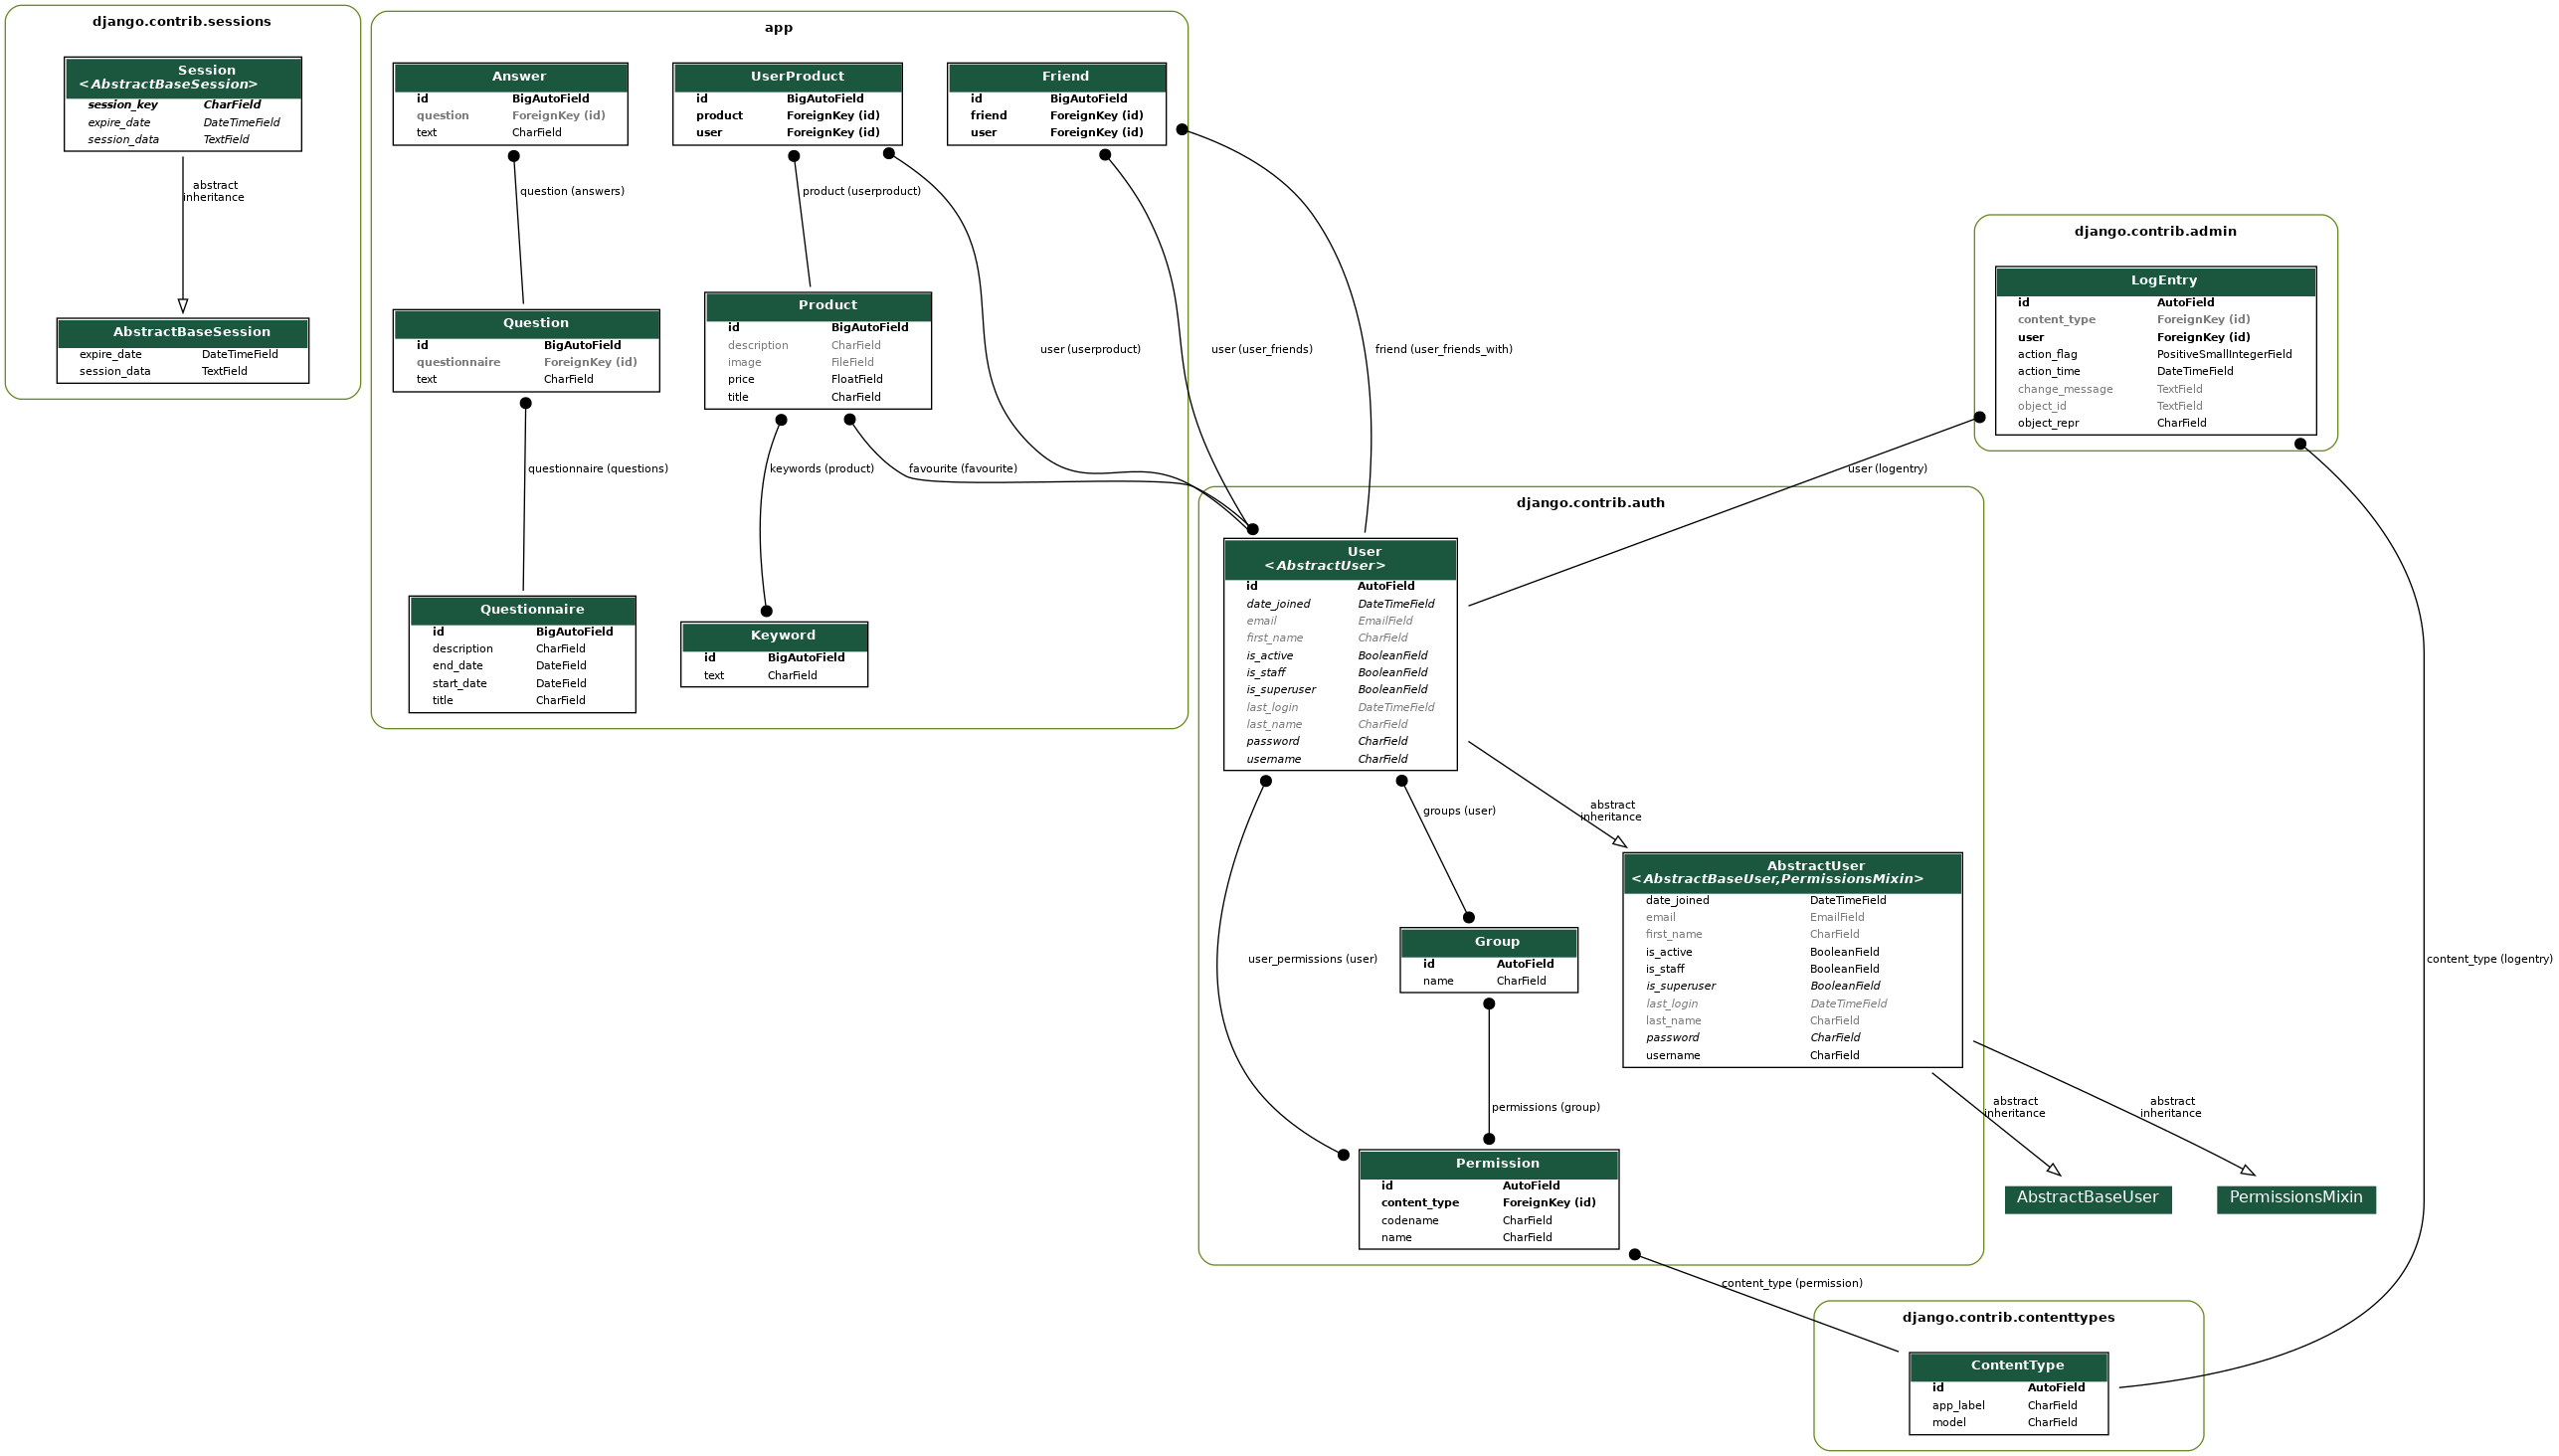 django.contrib.sessions
Session
<AbstractBaseSession>
session_key CharField
expire_date DateTimeField
session_data TextField
abstract
inheritance
AbstractBaseSession
expire_date DateTimeField
session_data TextField
app
Answer
id BigAutoField
question ForeignKey (id)
text CharField
UserProduct
id BigAutoField
product ForeignKey (id)
user ForeignKey (id)
Friend
id BigAutoField
friend ForeignKey (id)
user ForeignKey (id)
question (answers)
product (userproduct)
Question
id BigAutoField
questionnaire ForeignKey (id)
text CharField
Product
id BigAutoField
description CharField
image FileField
price FloatField
title CharField
user (userproduct)
user (user_friends)
friend (user_friends_with)
questionnaire (questions)
keywords (product)
favourite (favourite)
Questionnaire
id BigAutoField
description CharField
end_date DateField
start_date DateField
title CharField
Keyword
id BigAutoField
text CharField
django.contrib.admin
LogEntry
id AutoField
content_type ForeignKey (id)
user ForeignKey (id)
action_flag PositiveSmallIntegerField
action_time DateTimeField
change_message TextField
object_id TextField
object_repr CharField
user (logentry)
django.contrib.auth
User
<AbstractUser>
id AutoField
date_joined DateTimeField
email EmailField
first_name CharField
is_active BooleanField
is_staff BooleanField
is_superuser BooleanField
last_login DateTimeField
last_name CharField
password CharField
username CharField
groups (user)
abstract
inheritance
AbstractUser
<AbstractBaseUser,PermissionsMixin>
date_joined DateTimeField
email EmailField
first_name CharField
is_active BooleanField
is_staff BooleanField
is_superuser BooleanField
last_login DateTimeField
last_name CharField
password CharField
username CharField
user_permissions (user)
Group
id AutoField
name CharField
content_type (logentry)
permissions (group)
abstract
inheritance
abstract
inheritance
Permission
id AutoField
content_type ForeignKey (id)
codename CharField
name CharField
AbstractBaseUser
PermissionsMixin
content_type (permission)
django.contrib.contenttypes
ContentType
id AutoField
app_label CharField
model CharField